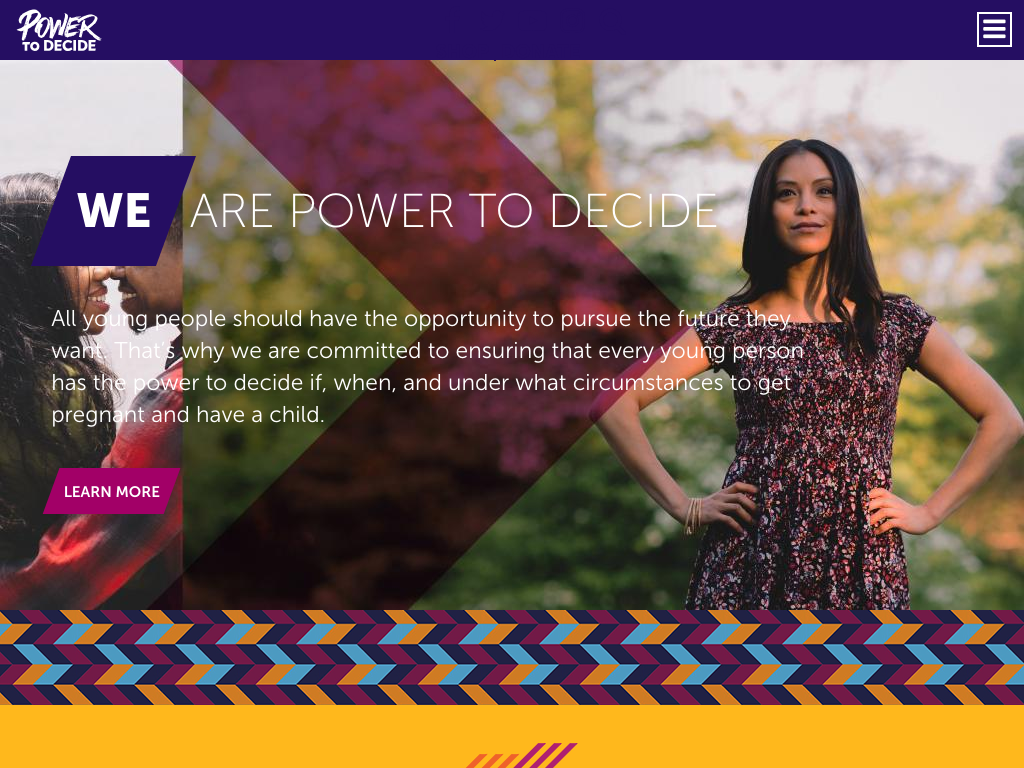 POWER
TO DECIDE
WE ARE POWER TO DECIDE
All young people should have the opportunity to pursue the future they
want. That's why we are committed to ensuring that every young person
has the power to decide if, when, and under what circumstances to get
pregnant and have a child.
LEARN MORE